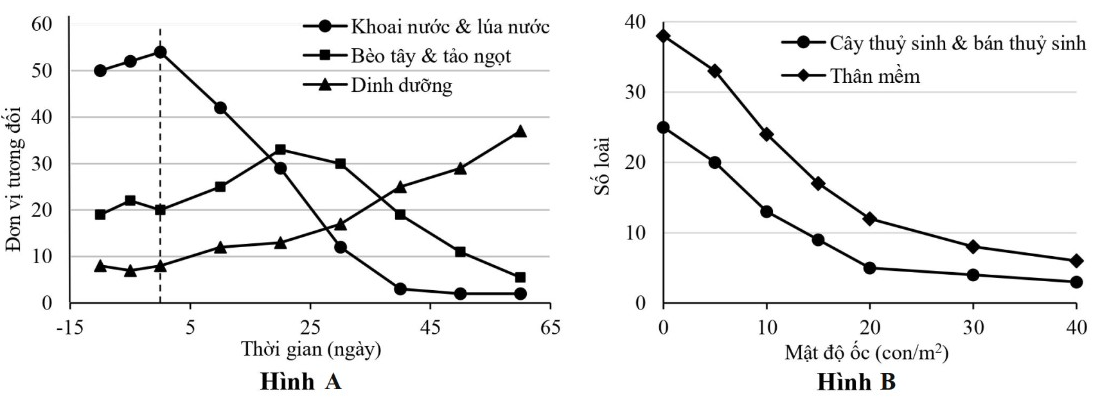 60
50
40
30
20
10
0
-15
5
25
45
65
Đơn vị tương đối
Thời gian (ngày)
Khoai nước & lúa nước
Bèo tây & tảo ngọt
Dinh dưỡng
Hình A
40
30
20
10
0
0
10
20
30
40
Số loài
Mật độ ốc (con/m²)
Cây thuỷ sinh & bán thuỷ sinh
Thân mềm
Hình B